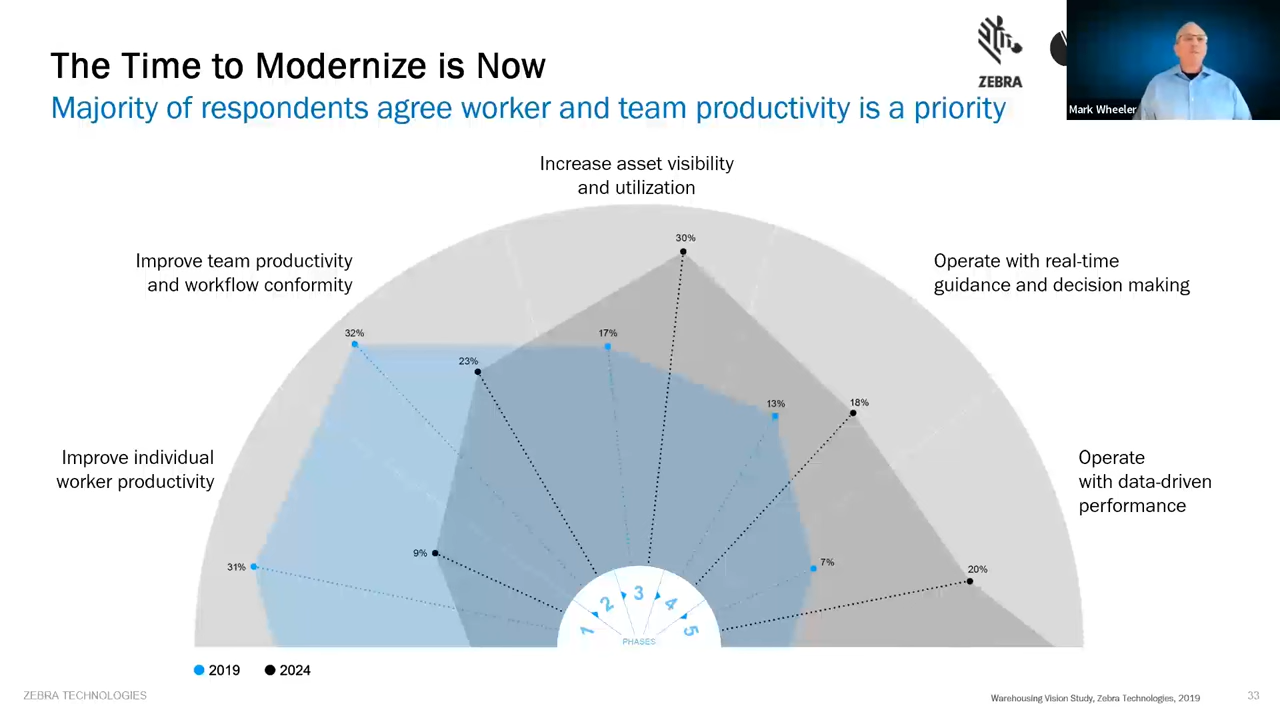 The Time to Modernize is Now
Majority of respondents agree worker and team productivity is a priority
ZEBRA
Mark Wheeler
Increase asset visibility
and utilization
Improve team productivity
and workflow conformity
Operate with real-time
guidance and decision making
Improve individual
worker productivity
Operate
with data-driven
performance
30%
32%
17%
23%
13%
18%
9%
31%
7%
20%
1 2 3 4 5
PHASES
2019 2024
ZEBRA TECHNOLOGIES
Warehousing Vision Study, Zebra Technologies, 2019
33